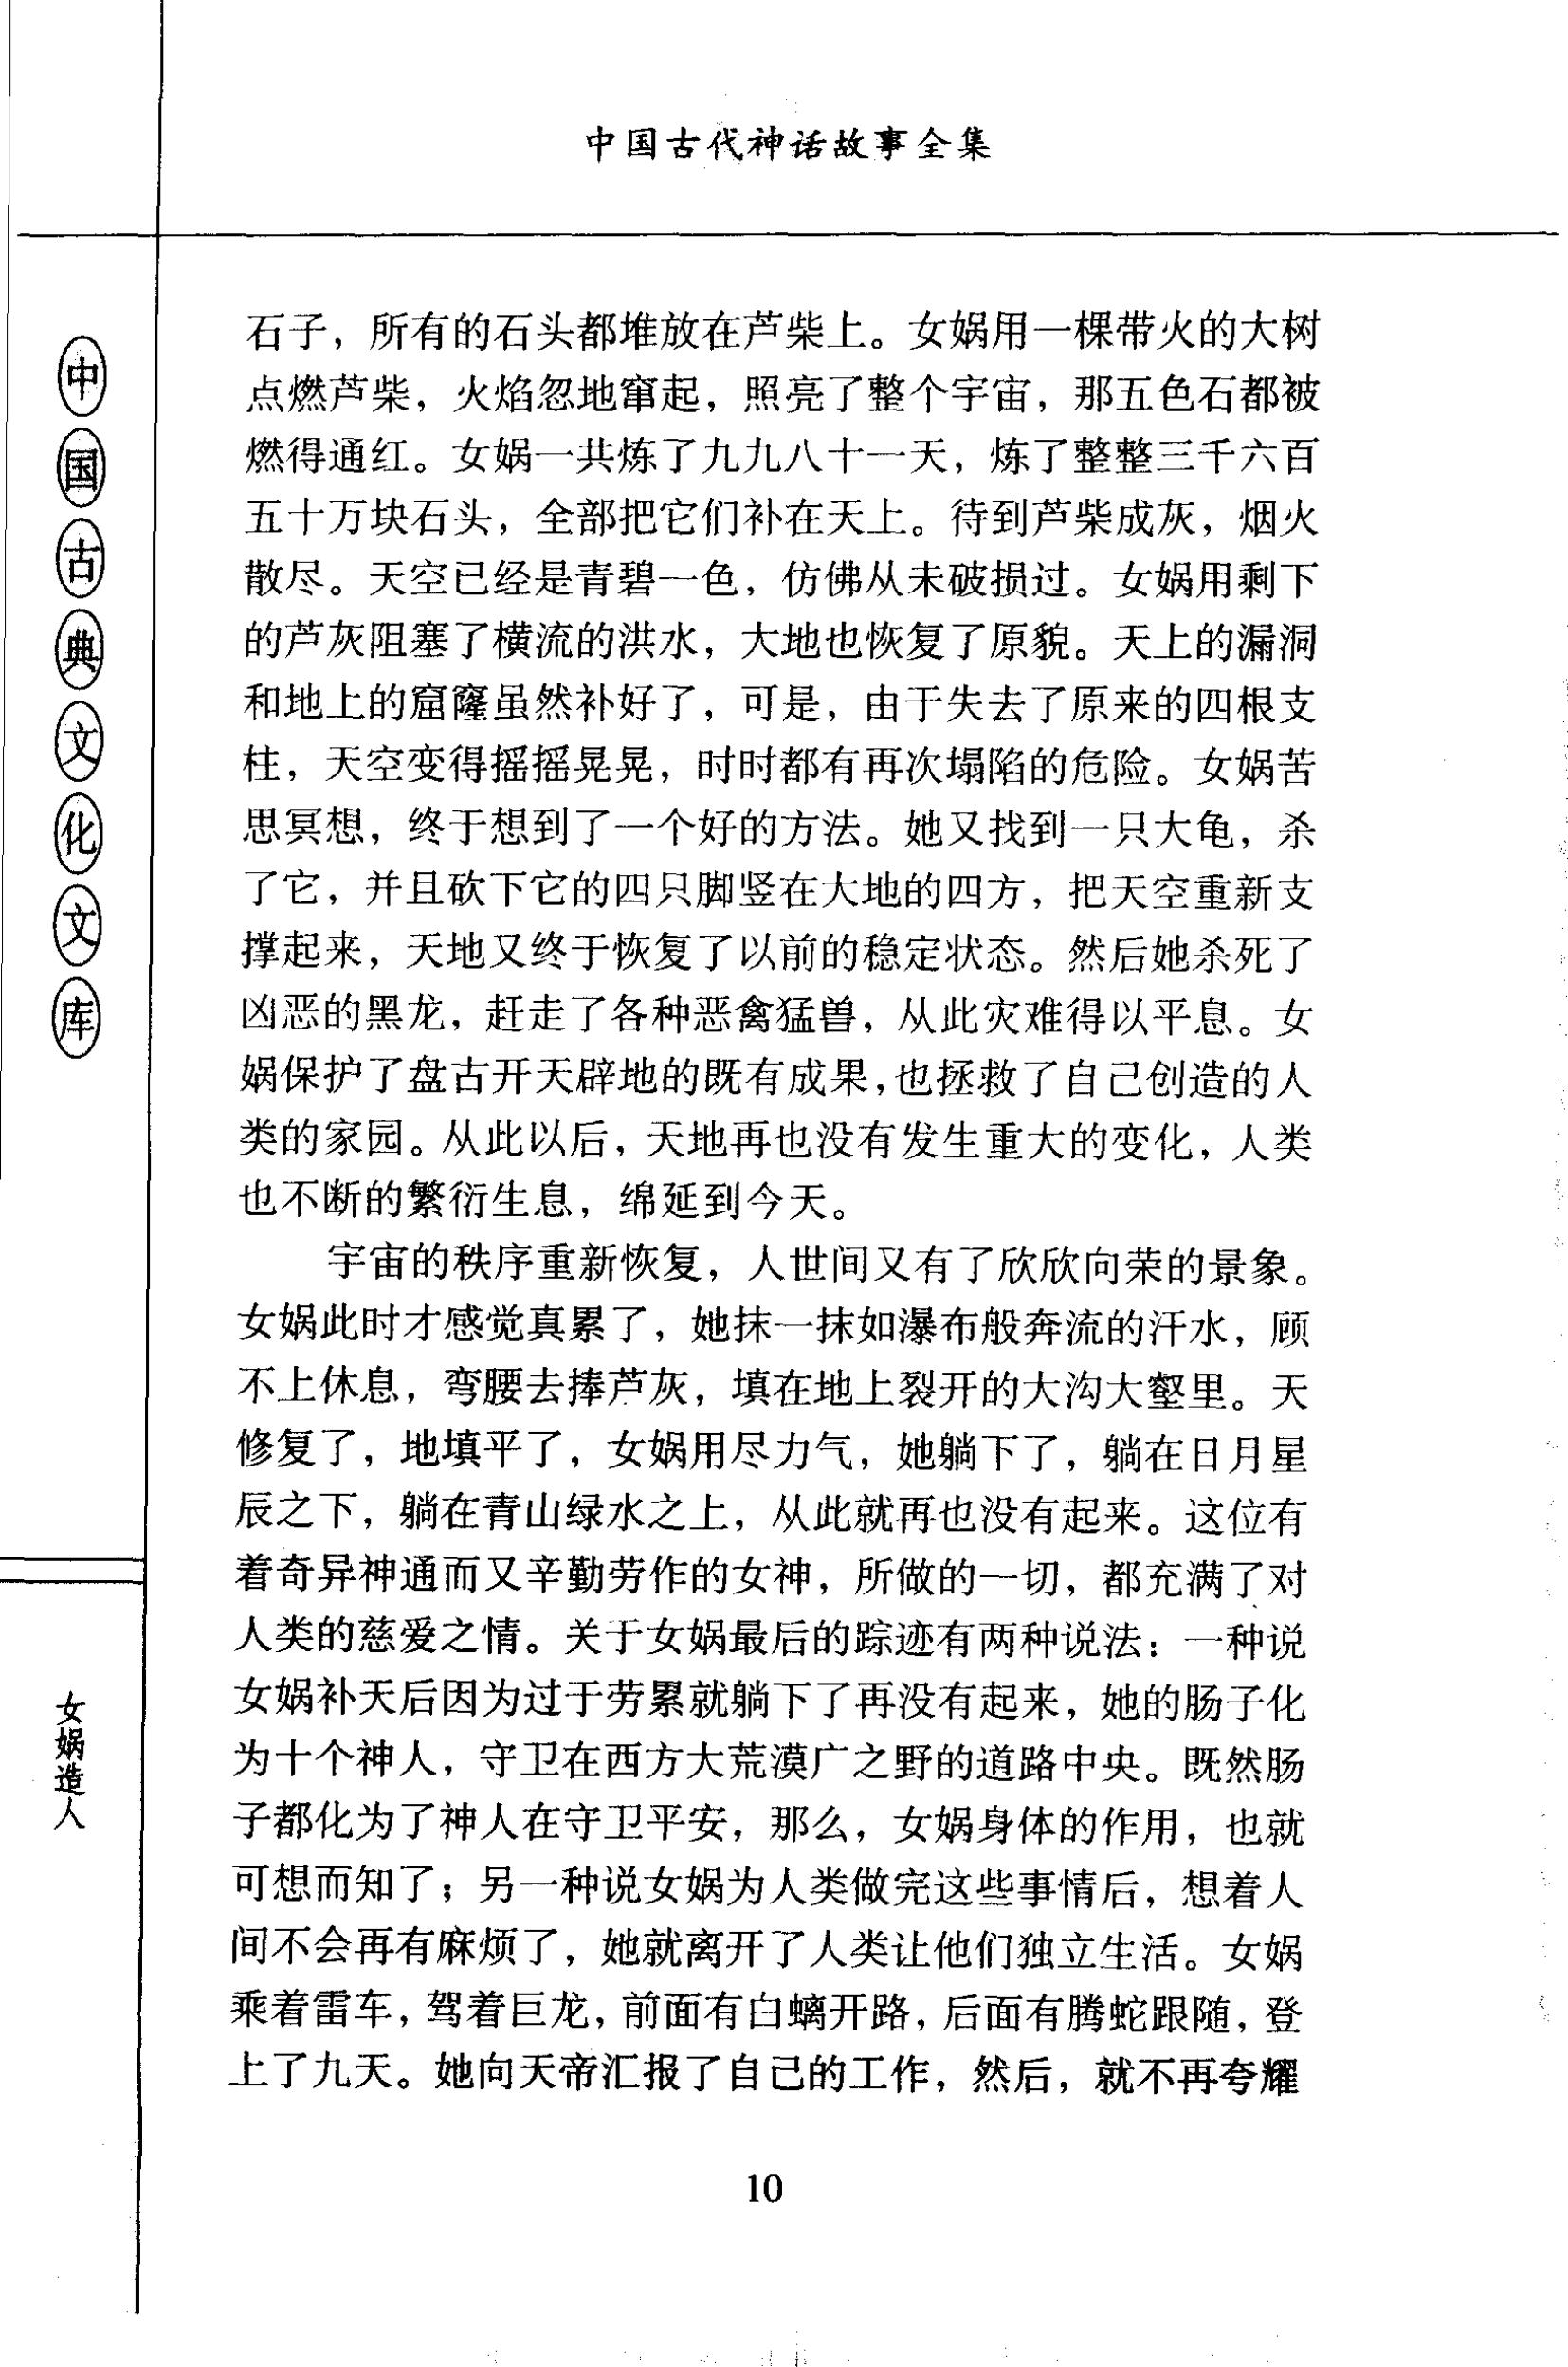 中国古代神话故事全集
中国古典文化文库
女娲造人
石子，所有的石头都堆放在芦柴上。女娲用一棵带火的大树
点燃芦柴，火焰忽地窜起，照亮了整个宇宙，那五色石都被
燃得通红。女娲一共炼了九九八十一天，炼了整整三千六百
五十万块石头，全部把它们补在天上。待到芦柴成灰，烟火
散尽。天空已经是青碧一色，仿佛从未破损过。女娲用剩下
的芦灰阻塞了横流的洪水，大地也恢复了原貌。天上的漏洞
和地上的窟窿虽然补好了，可是，由于失去了原来的四根支
柱，天空变得摇摇晃晃，时时都有再次塌陷的危险。女娲苦
思冥想，终于想到了一个好的方法。她又找到一只大龟，杀
了它，并且砍下它的四只脚竖在大地的四方，把天空重新支
撑起来，天地又终于恢复了以前的稳定状态。然后她杀死了
凶恶的黑龙，赶走了各种恶禽猛兽，从此灾难得以平息。女
娲保护了盘古开天辟地的既有成果，也拯救了自己创造的人
类的家园。从此以后，天地再也没有发生重大的变化，人类
也不断的繁衍生息，绵延到今天。
宇宙的秩序重新恢复，人世间又有了欣欣向荣的景象。
女娲此时才感觉真累了，她抹一抹如瀑布般奔流的汗水，顾
不上休息，弯腰去捧芦灰，填在地上裂开的大沟大壑里。天
修复了，地填平了，女娲用尽力气，她躺下了，躺在日月星
辰之下，躺在青山绿水之上，从此就再也没有起来。这位有
着奇异神通而又辛勤劳作的女神，所做的一切，都充满了对
人类的慈爱之情。关于女娲最后的踪迹有两种说法：一种说
女娲补天后因为过于劳累就躺下了再没有起来，她的肠子化
为十个神人，守卫在西方大荒漠广之野的道路中央。既然肠
子都化为了神人在守卫平安，那么，女娲身体的作用，也就
可想而知了；另一种说女娲为人类做完这些事情后，想着人
间不会再有麻烦了，她就离开了人类让他们独立生活。女娲
乘着雷车，驾着巨龙，前面有白螭开路，后面有腾蛇跟随，登
上了九天。她向天帝汇报了自己的工作，然后，就不再夸耀
10